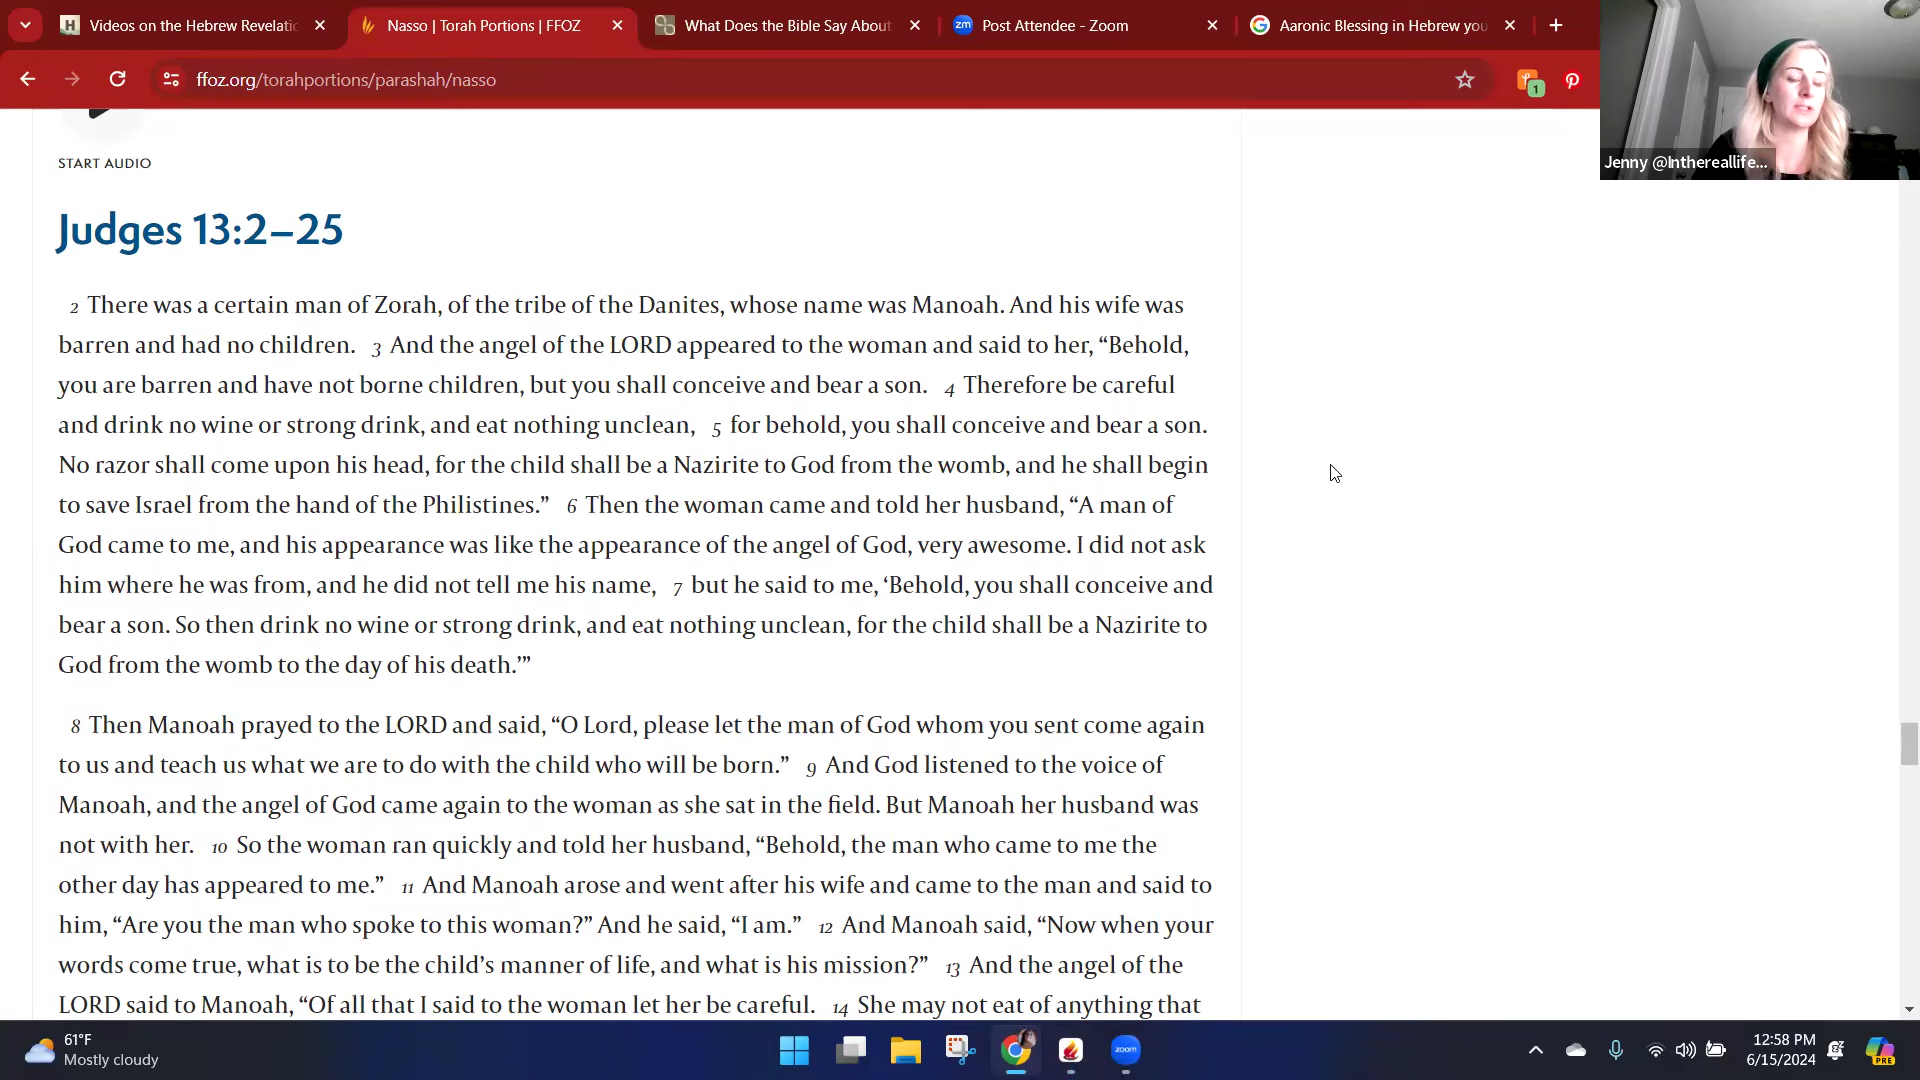 Videos on the Hebrew Revelatic
Nasso | Torah Portions | FFOZ
What Does the Bible Say About
zm Post Attendee - Zoom
Aaronic Blessing in Hebrew you
ffoz.org/torahportions/parashah/nasso
1
Jenny @Inthereallife...
START AUDIO
Judges 13:2–25
2 There was a certain man of Zorah, of the tribe of the Danites, whose name was Manoah. And his wife was
barren and had no children. 3 And the angel of the LORD appeared to the woman and said to her, “Behold,
you are barren and have not borne children, but you shall conceive and bear a son. 4 Therefore be careful
and drink no wine or strong drink, and eat nothing unclean, 5 for behold, you shall conceive and bear a son.
No razor shall come upon his head, for the child shall be a Nazirite to God from the womb, and he shall begin
to save Israel from the hand of the Philistines.” 6 Then the woman came and told her husband, “A man of
God came to me, and his appearance was like the appearance of the angel of God, very awesome. I did not ask
him where he was from, and he did not tell me his name, 7 but he said to me, ‘Behold, you shall conceive and
bear a son. So then drink no wine or strong drink, and eat nothing unclean, for the child shall be a Nazirite to
God from the womb to the day of his death.’”
8 Then Manoah prayed to the LORD and said, “O Lord, please let the man of God whom you sent come again
to us and teach us what we are to do with the child who will be born.” 9 And God listened to the voice of
Manoah, and the angel of God came again to the woman as she sat in the field. But Manoah her husband was
not with her. 10 So the woman ran quickly and told her husband, “Behold, the man who came to me the
other day has appeared to me.” 11 And Manoah arose and went after his wife and came to the man and said to
him, “Are you the man who spoke to this woman?” And he said, “I am.” 12 And Manoah said, “Now when your
words come true, what is to be the child’s manner of life, and what is his mission?” 13 And the angel of the
LORD said to Manoah, “Of all that I said to the woman let her be careful. 14 She may not eat of anything that
61°F
Mostly cloudy
zoom
12:58 PM
6/15/2024
PRE